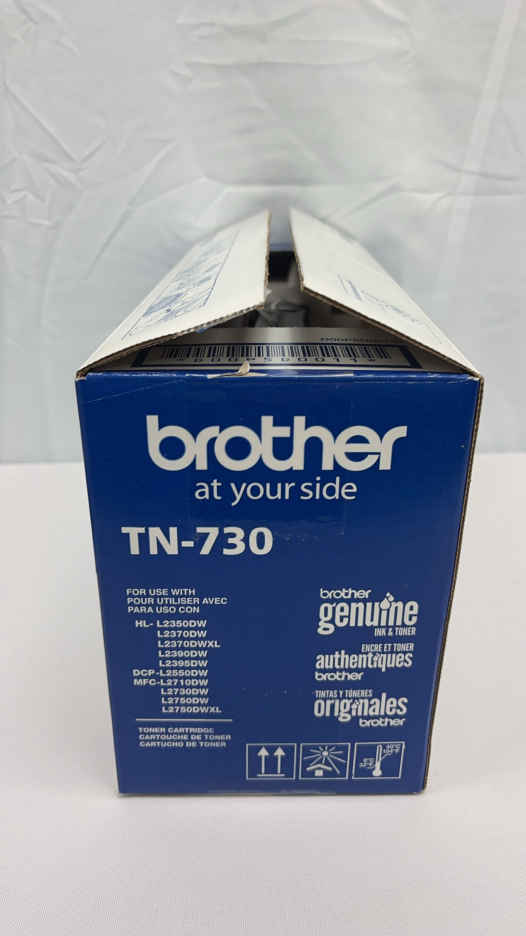 brother
at your side
TN-730
FOR USE WITH
POUR UTILISER AVEC
PARA USO CON
HL- L2350DW
L2370DW
L2370DWXL
L2390DW
L2395DW
DCP-L2550DW
MFC-L2710DW
L2730DW
L2750DW
L2750DWXL
TONER CARTRIDGE
CARTOUCHE DE TONER
CARTUCHO DE TONER
brother
genuine
INK & TONER
ENCRE ET TONER
authentiques
brother
TINTAS Y TÓNERES
originales
brother